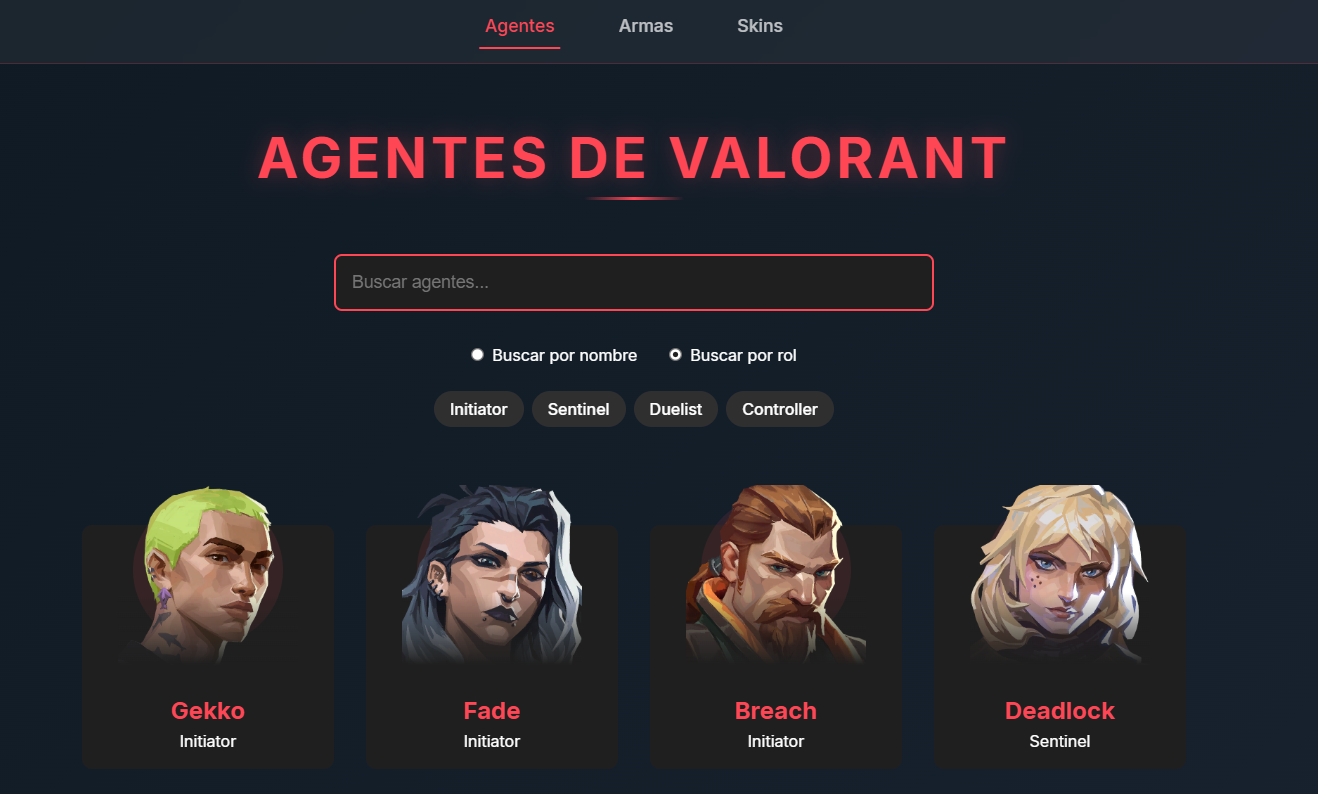 Agentes Armas Skins
AGENTES DE VALORANT
Buscar agentes...
Buscar por nombre Buscar por rol
Initiator Sentinel Duelist Controller
Gekko Fade Breach Deadlock
Initiator Initiator Initiator Sentinel